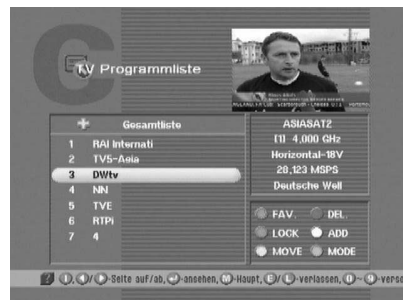 TV Programmliste
Gesamtliste
1 RAI Internati
2 TV5-Asia
3 DWtv
4 NN
5 TVE
6 RTPi
7 4
ASIASAT2
[1] 4,000 GHz
Horizontal-18V
28,123 MSPS
Deutsche Well
FAV. DEL.
LOCK ADD
MOVE MODE
-Seite auf/ab, -ansehen, -Haupt, -verlassen,